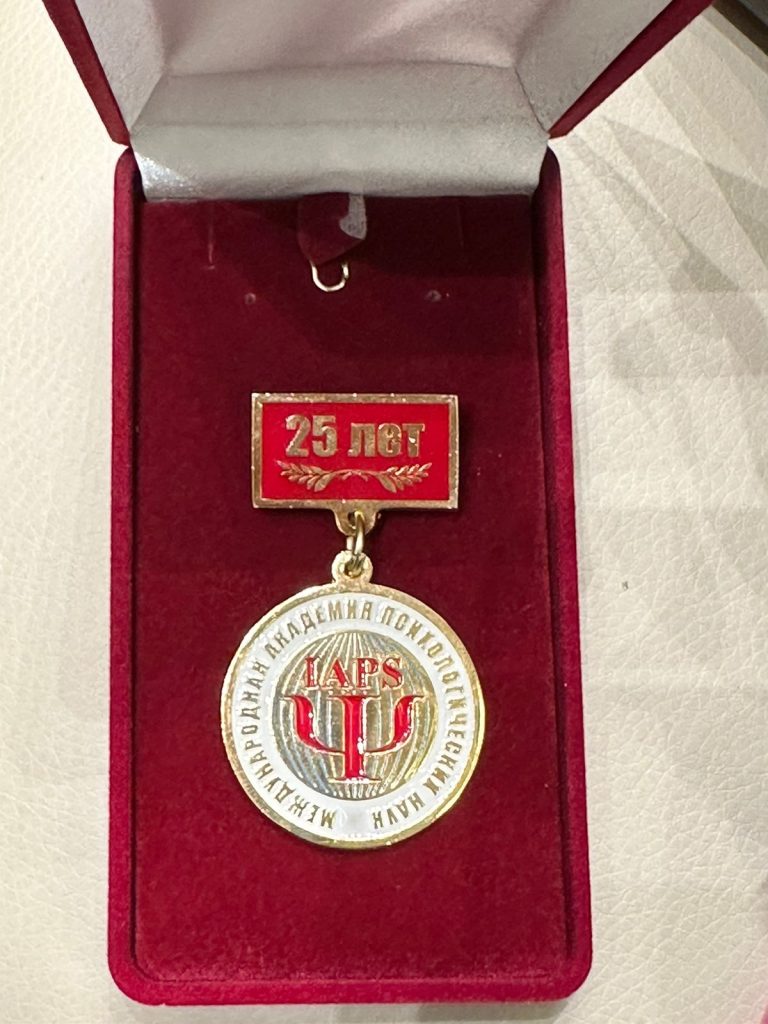 25 лет
МЕЖДУНАРОДНАЯ АКАДЕМИЯ ПСИХОЛОГИЧЕСКИХ НАУК
IAPS
Ψ